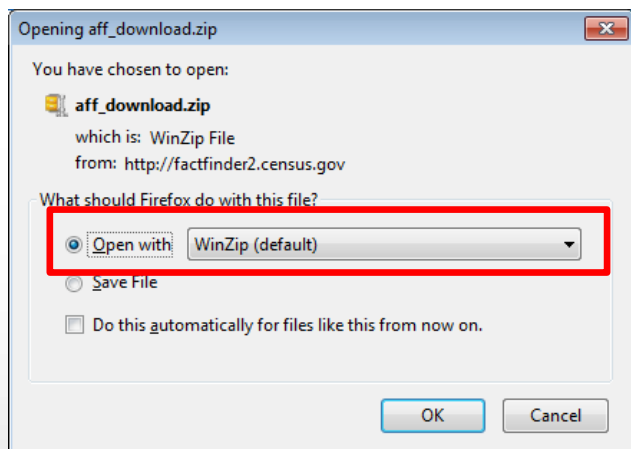 Opening aff_download.zip
You have chosen to open:
aff_download.zip
which is: WinZip File
from: http://factfinder2.census.gov
What should Firefox do with this file?
Open with WinZip (default)
Save File
Do this automatically for files like this from now on.
OK Cancel